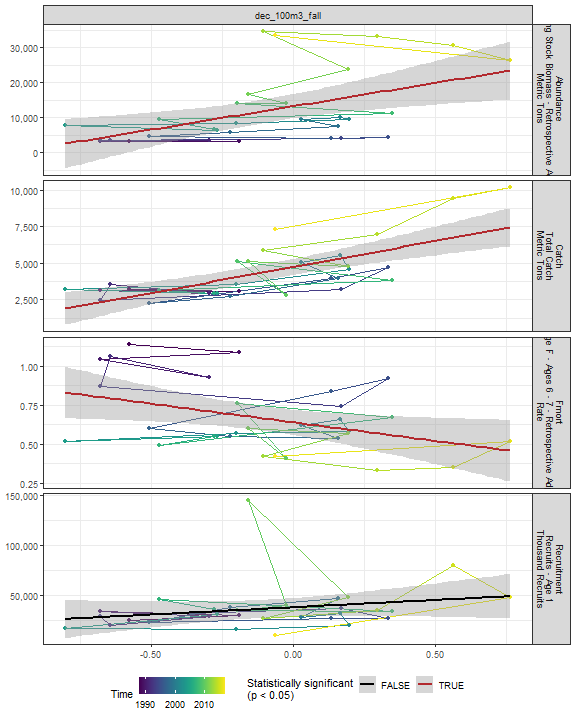 dec_100m3_fall
30,000
20,000
10,000
0
Abundance
Stock Biomass - Retrospective
Metric Tons
10,000
7,500
5,000
2,500
Catch
Total Catch
Metric Tons
1.00
0.75
0.50
0.25
Fmort
F - Ages 6 - 7 - Retrospective
Rate
150,000
100,000
50,000
Recruitment
Recruits - Age 1
Thousand Recruits
-0.50
0.00
0.50
Time
1990 2000 2010
Statistically significant
(p < 0.05)
FALSE
TRUE